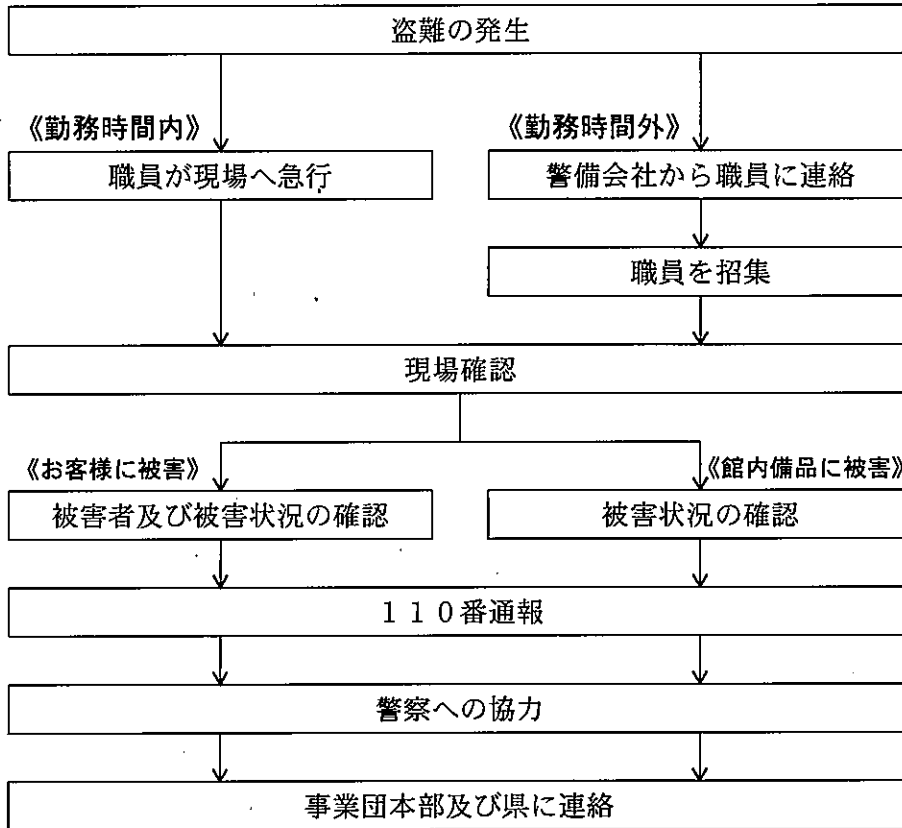 盗難の発生
《勤務時間内》
《勤務時間外》
職員が現場へ急行
警備会社から職員に連絡
職員を招集
現場確認
《お客様に被害》
《館内備品に被害》
被害者及び被害状況の確認
被害状況の確認
１１０番通報
警察への協力
事業団本部及び県に連絡